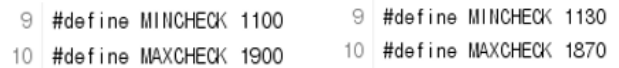 9 #define MINCHECK 1100
10 #define MAXCHECK 1900
9 #define MINCHECK 1130
10 #define MAXCHECK 1870